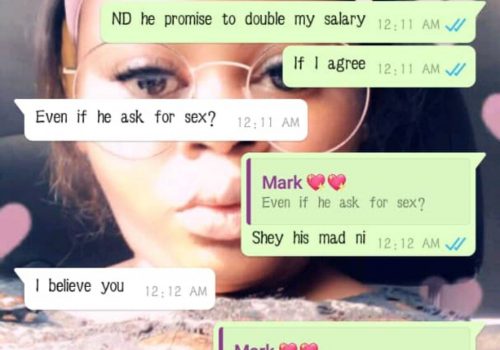 ND he promise to double my salary 12:11 AM
If I agree 12:11 AM
Even if he ask for sex? 12:11 AM
Mark
Even if he ask for sex?
Shey his mad ni 12:12 AM
I believe you 12:12 AM
Mark